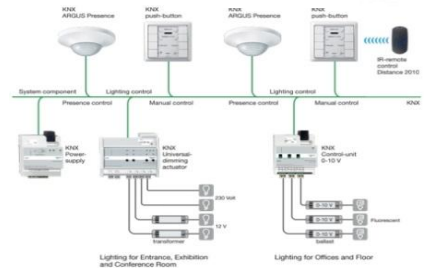 KNX
ARGUS Presence
KNX
push-button
KNX
ARGUS Presence
KNX
push-button
IR-remote
control
Distance 2010
System component
Lighting control
Lighting control
Presence control
Manual control
Presence control
Manual control
KNX
KNX
Power-
supply
KNX
Universal-
dimming
actuator
KNX
Control-unit
0-10 V
230 Volt
12 V
transformer
0-10 V
0-10 V
0-10 V
Fluorescent
ballast
Lighting for Entrance, Exhibition
and Conference Room
Lighting for Offices and Floor